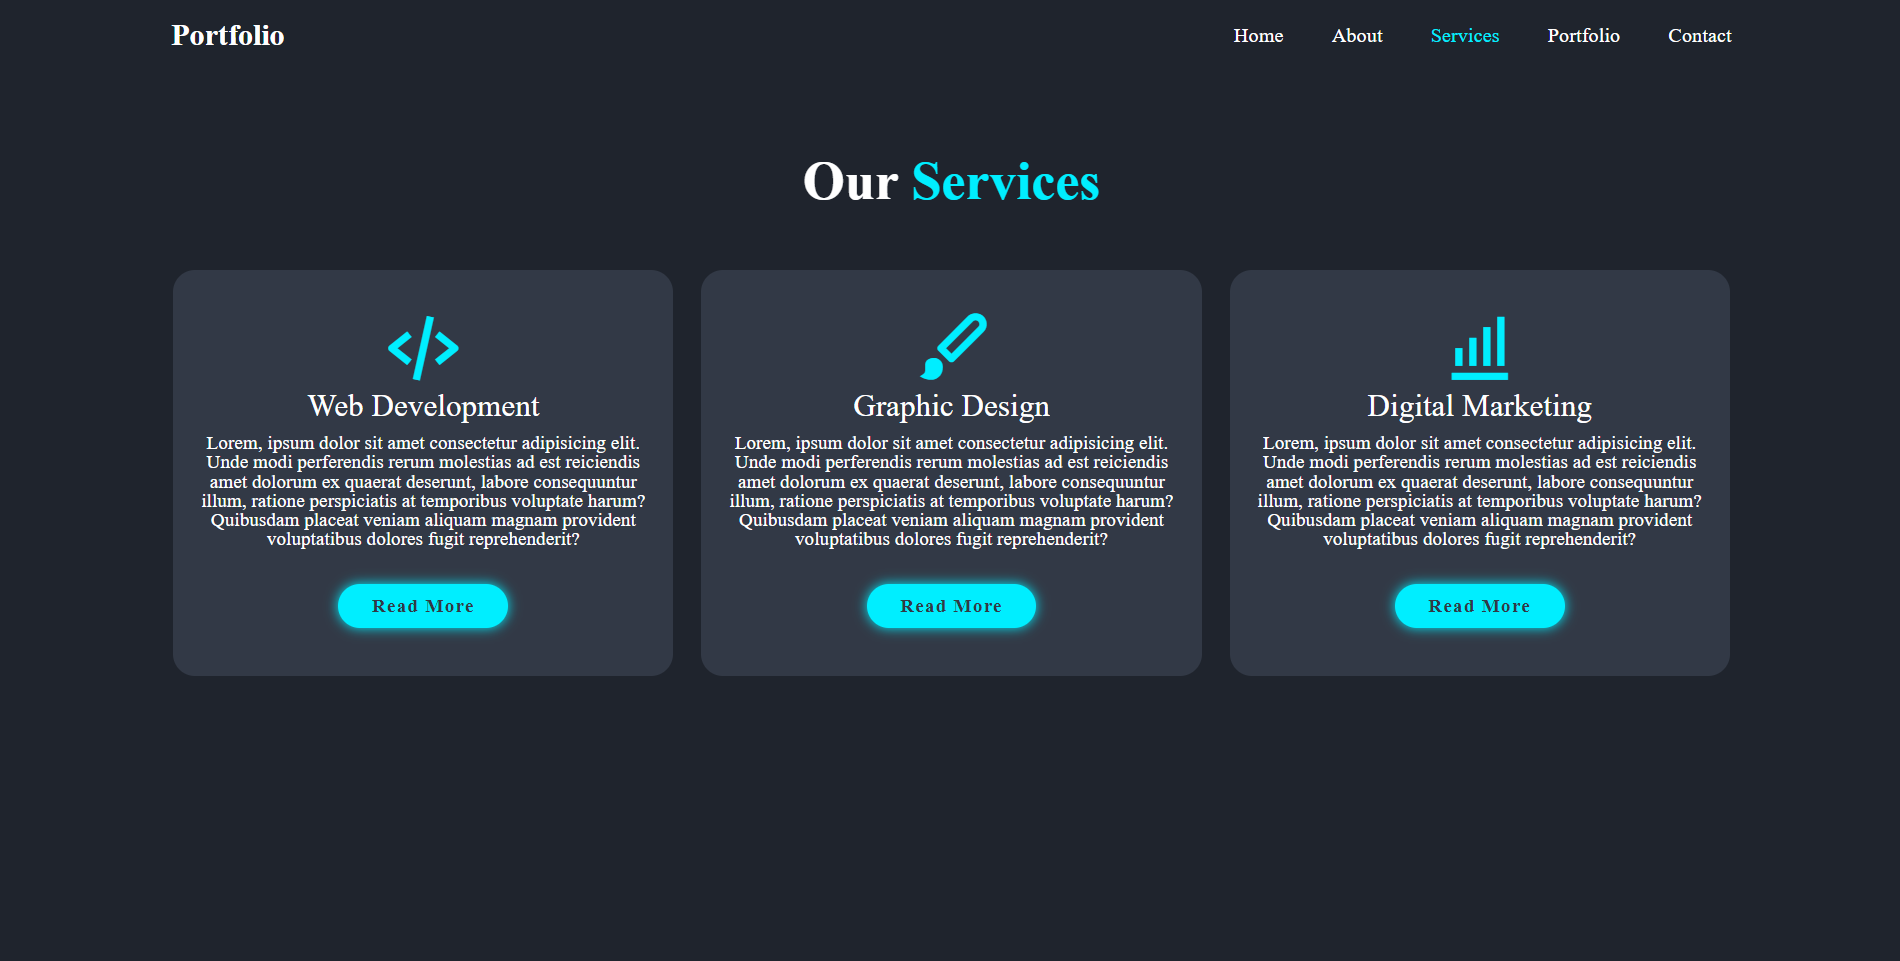 Portfolio
Home About Services Portfolio Contact
Our Services
Web Development
Lorem, ipsum dolor sit amet consectetur adipisicing elit.
Unde modi perferendis rerum molestias ad est reiciendis
amet dolorum ex quaerat deserunt, labore consequuntur
illum, ratione perspiciatis at temporibus voluptate harum?
Quibusdam placeat veniam aliquam magnam provident
voluptatibus dolores fugit reprehenderit?
Read More
Graphic Design
Lorem, ipsum dolor sit amet consectetur adipisicing elit.
Unde modi perferendis rerum molestias ad est reiciendis
amet dolorum ex quaerat deserunt, labore consequuntur
illum, ratione perspiciatis at temporibus voluptate harum?
Quibusdam placeat veniam aliquam magnam provident
voluptatibus dolores fugit reprehenderit?
Read More
Digital Marketing
Lorem, ipsum dolor sit amet consectetur adipisicing elit.
Unde modi perferendis rerum molestias ad est reiciendis
amet dolorum ex quaerat deserunt, labore consequuntur
illum, ratione perspiciatis at temporibus voluptate harum?
Quibusdam placeat veniam aliquam magnam provident
voluptatibus dolores fugit reprehenderit?
Read More